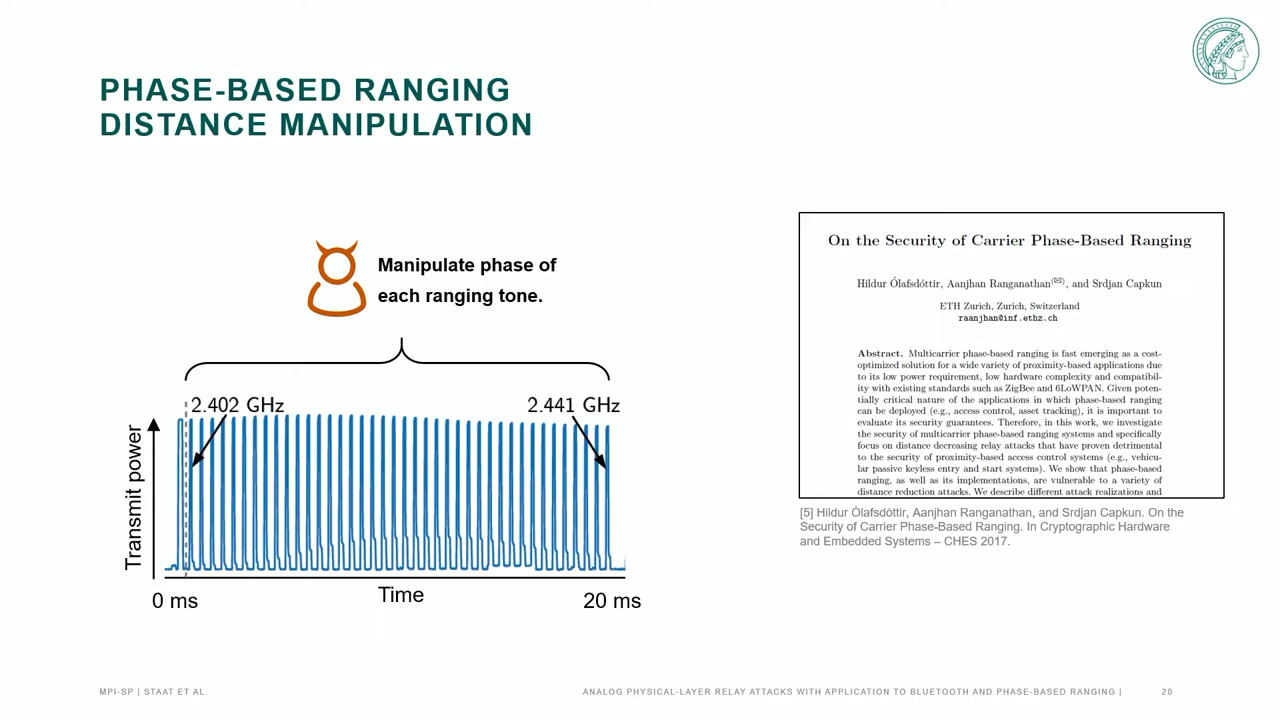 PHASE-BASED RANGING
DISTANCE MANIPULATION
Manipulate phase of
each ranging tone.
2.402 GHz
2.441 GHz
Transmit power
0 ms
Time
20 ms
On the Security of Carrier Phase-Based Ranging
Hildur Ólafsdóttir, Aanjhan Ranganathan(✉), and Srdjan Capkun
ETH Zurich, Zurich, Switzerland
raanjhan@inf.ethz.ch
Abstract. Multicarrier phase-based ranging is fast emerging as a cost-
optimized solution for a wide variety of proximity-based applications due
to its low power requirement, low hardware complexity and compatibil-
ity with existing standards such as ZigBee and 6LoWPAN. Given poten-
tially critical nature of the applications in which phase-based ranging
can be deployed (e.g., access control, asset tracking), it is important to
evaluate its security guarantees. Therefore, in this work, we investigate
the security of multicarrier phase-based ranging systems and specifically
focus on distance decreasing relay attacks that have proven detrimental
to the security of proximity-based access control systems (e.g., vehicu-
lar passive keyless entry and start systems). We show that phase-based
ranging, as well as its implementations, are vulnerable to a variety of
distance reduction attacks. We describe different attack realizations and
[5] Hildur Ólafsdóttir, Aanjhan Ranganathan, and Srdjan Capkun. On the
Security of Carrier Phase-Based Ranging. In Cryptographic Hardware
and Embedded Systems – CHES 2017.
MPI-SP | STAAT ET AL.
ANALOG PHYSICAL-LAYER RELAY ATTACKS WITH APPLICATION TO BLUETOOTH AND PHASE-BASED RANGING |
20